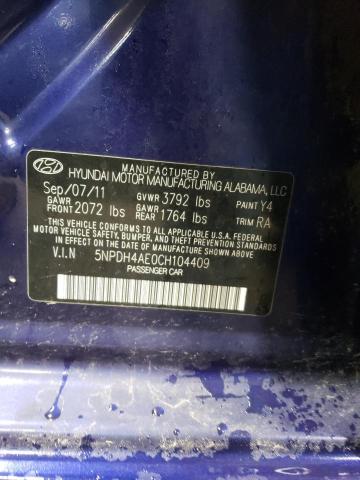 MANUFACTURED BY
HYUNDAI MOTOR MANUFACTURING ALABAMA, LLC
Sep/07/11 GVWR 3792 lbs PAINT Y4
GAWR FRONT 2072 lbs GAWR REAR 1764 lbs TRIM RA
THIS VEHICLE CONFORMS TO ALL APPLICABLE U.S.A. FEDERAL
MOTOR VEHICLE SAFETY, BUMPER, AND THEFT PREVENTION
STANDARDS IN EFFECT ON THE DATE OF MANUFACTURE
SHOWN ABOVE.
V.I.N 5NPDH4AE0CH104409
PASSENGER CAR